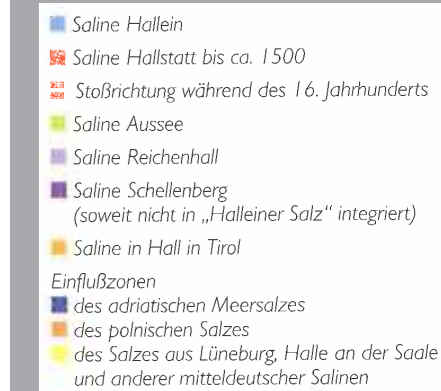 Saline Hallein
Saline Hallstatt bis ca. 1500
Stoßrichtung während des 16. Jahrhunderts
Saline Aussee
Saline Reichenhall
Saline Schellenberg
(soweit nicht in „Halleiner Salz" integriert)
Saline in Hall in Tirol
Einflußzonen
des adriatischen Meersalzes
des polnischen Salzes
des Salzes aus Lüneburg, Halle an der Saale
und anderer mitteldeutscher Salinen